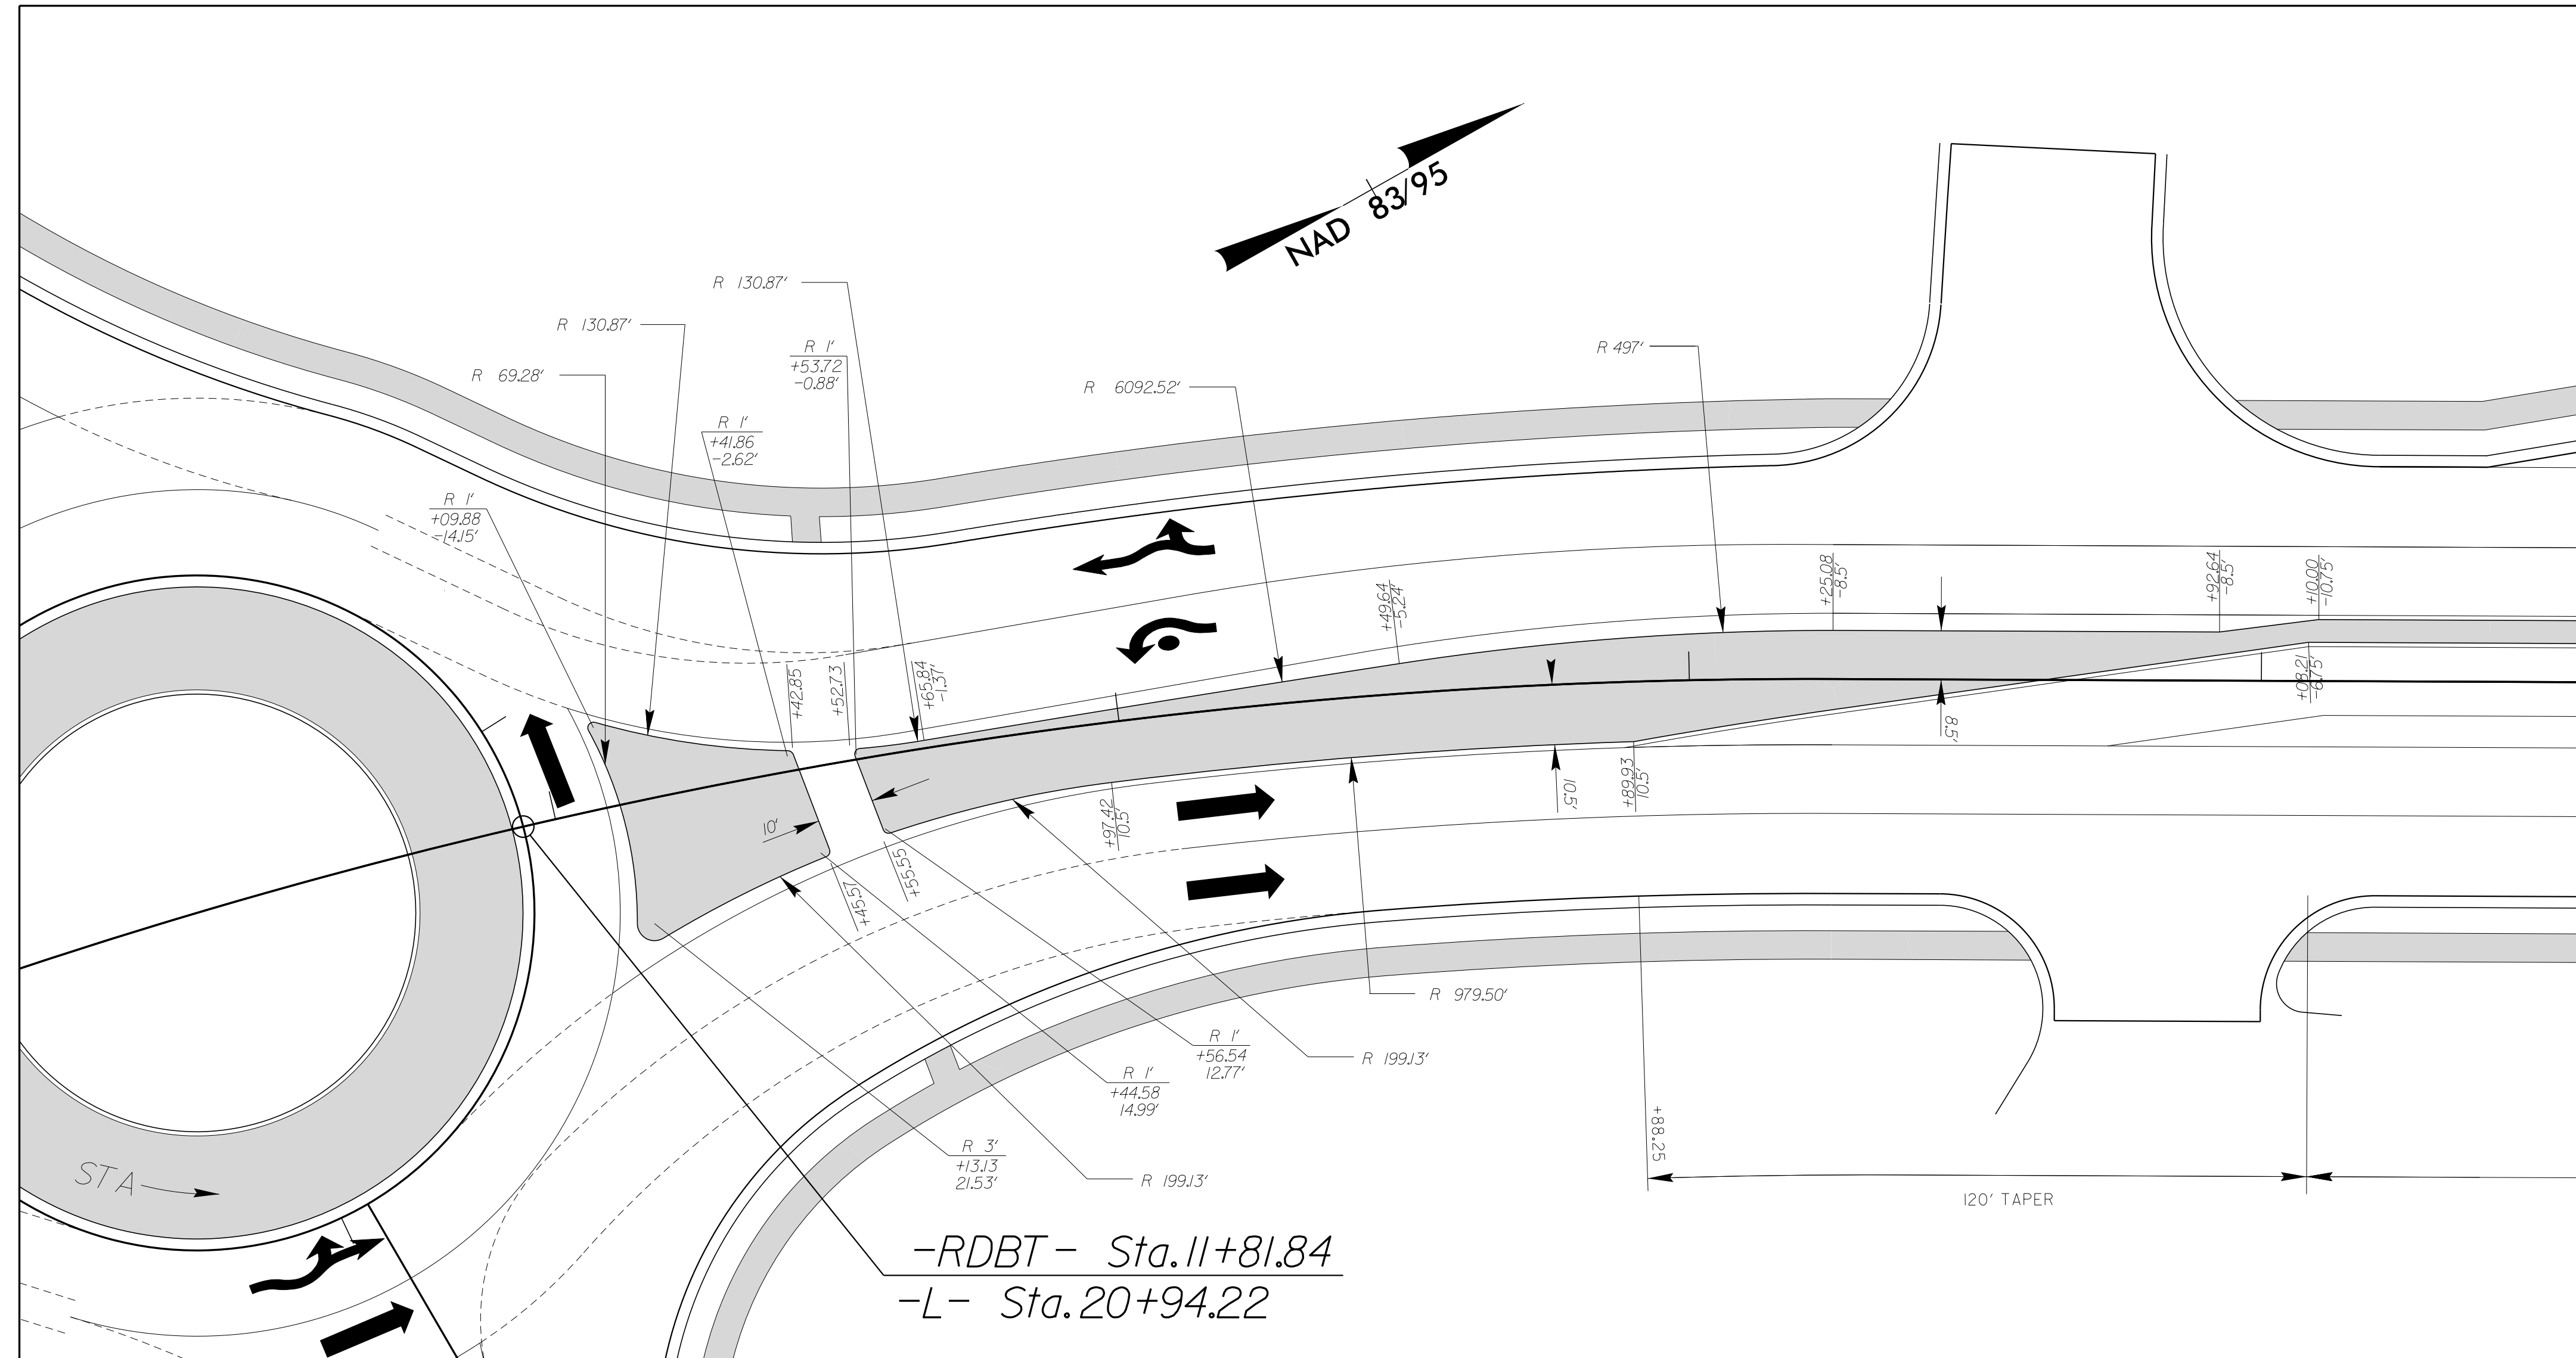 NAD 83/95
R 130.87'
R 130.87'
R 69.28'
R 1'
+53.72
-0.88'
R 1'
+41.86
-2.62'
R 1'
+09.88
-14.15'
R 6092.52'
R 497'
+42.85
+52.73
+65.84
-1.37'
+49.64
-5.24'
+25.08
-8.5'
+92.64
-8.5'
+10.00
-10.75'
+08.21
-6.75'
8.5'
10.5'
+89.93
10.5'
+97.42
10.5'
10'
+45.57
+55.55
R 979.50'
R 199.13'
R 1'
+56.54
12.77'
R 1'
+44.58
14.99'
R 3'
+13.13
21.53'
R 199.13'
+88.25
120' TAPER
STA
-RDBT- Sta. 11+81.84
-L- Sta. 20+94.22